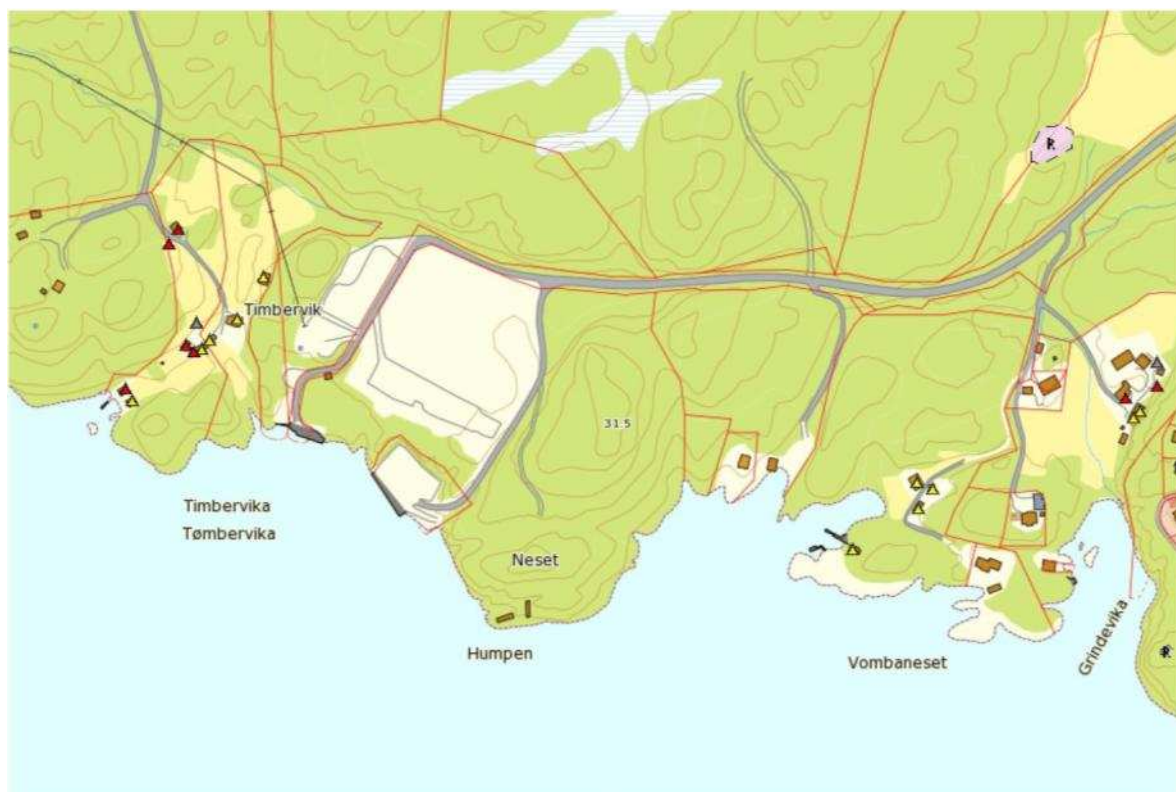 R
Timbervik
31.5
Timbervika
Tømbervika
Neset
Humpen
Vombaneset
Grindevika
R